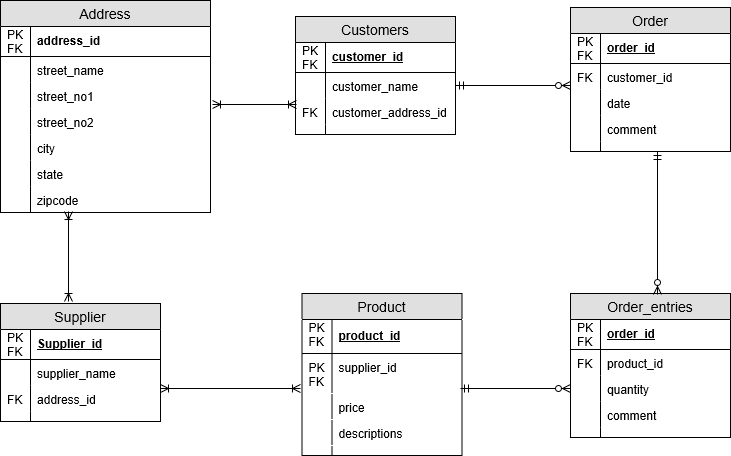 Address
PK
FK
address_id
street_name
street_no1
street_no2
city
state
zipcode
Customers
PK
FK
customer_id
customer_name
FK customer_address_id
Order
PK
FK
order_id
FK customer_id
date
comment
Supplier
PK
FK
Supplier_id
supplier_name
FK address_id
Product
PK
FK
product_id
PK
FK
supplier_id
price
descriptions
Order_entries
PK
FK
order_id
FK product_id
quantity
comment